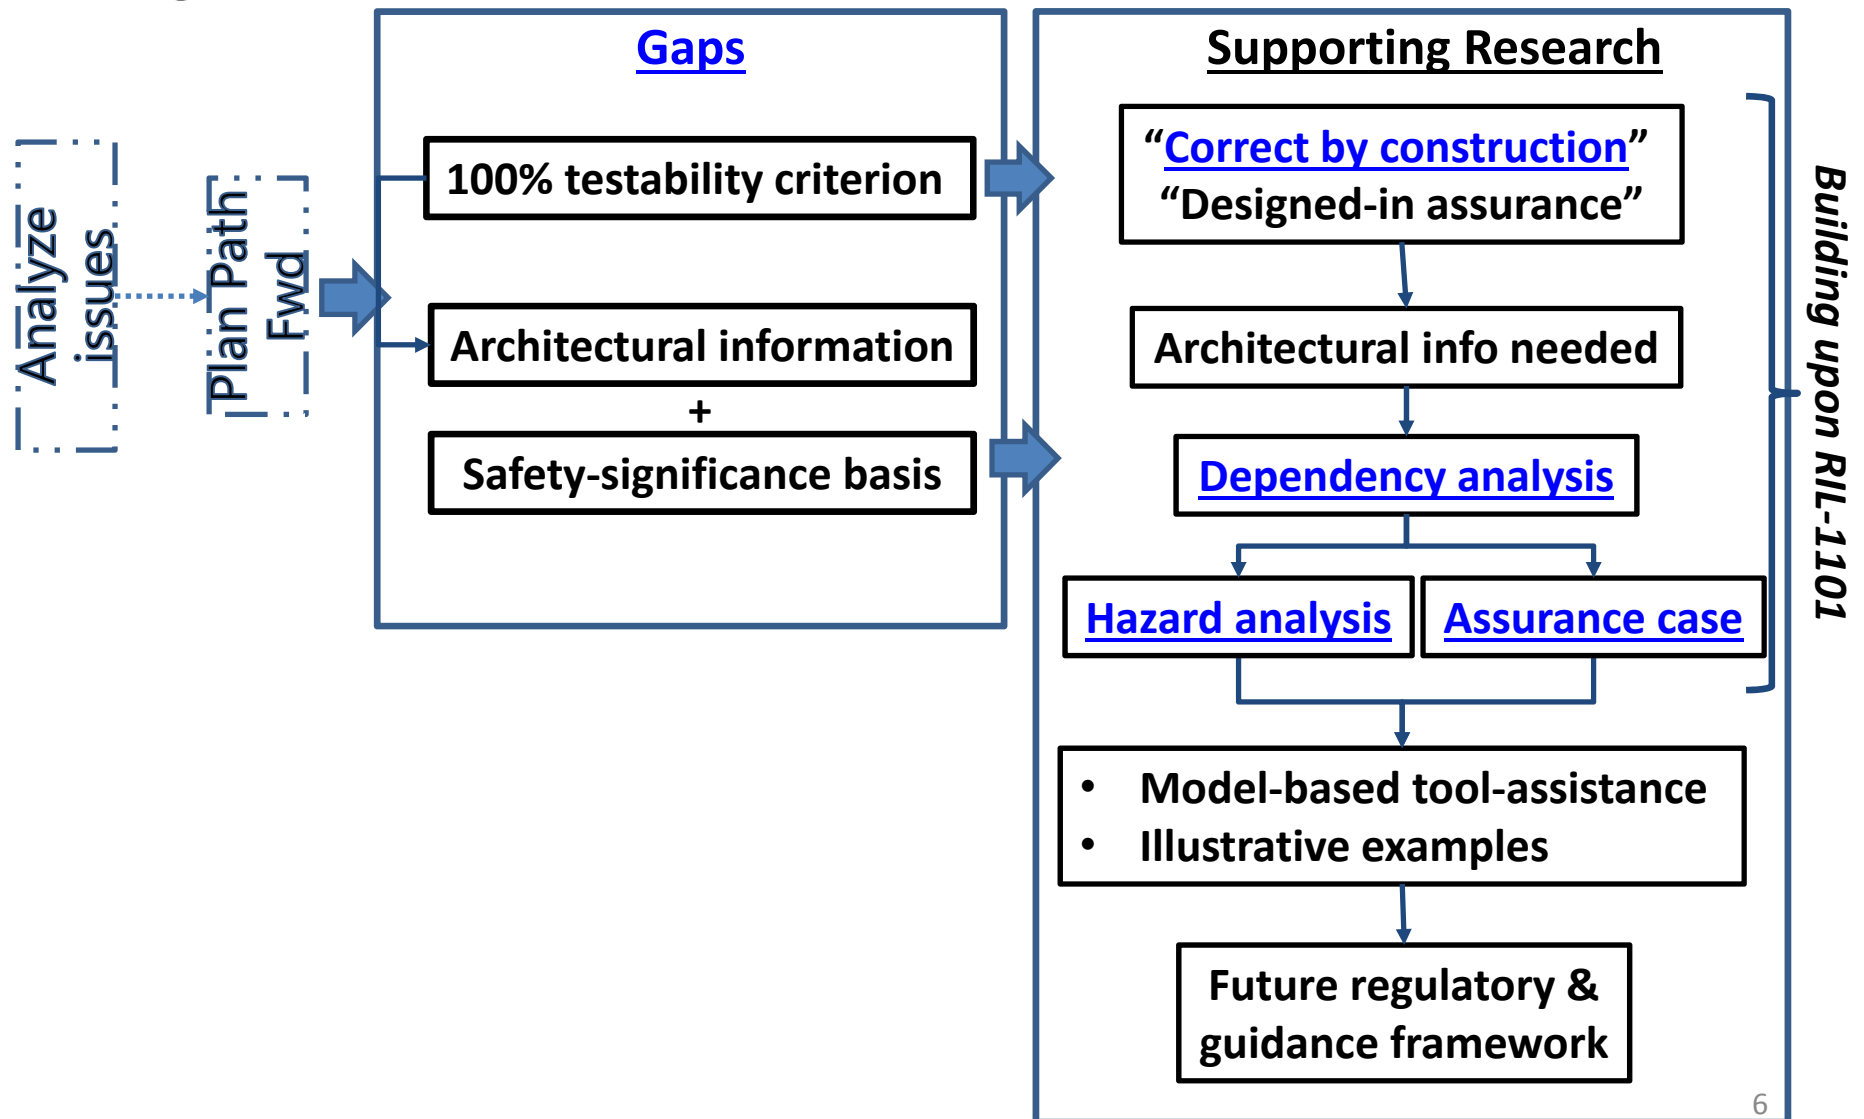 Analyze
issues
Plan Path
Fwd
Gaps
100% testability criterion
Architectural information
+
Safety-significance basis
Supporting Research
“Correct by construction”
“Designed-in assurance”
Architectural info needed
Dependency analysis
Hazard analysis
Assurance case
• Model-based tool-assistance
• Illustrative examples
Future regulatory &
guidance framework
Building upon RIL-1101
6